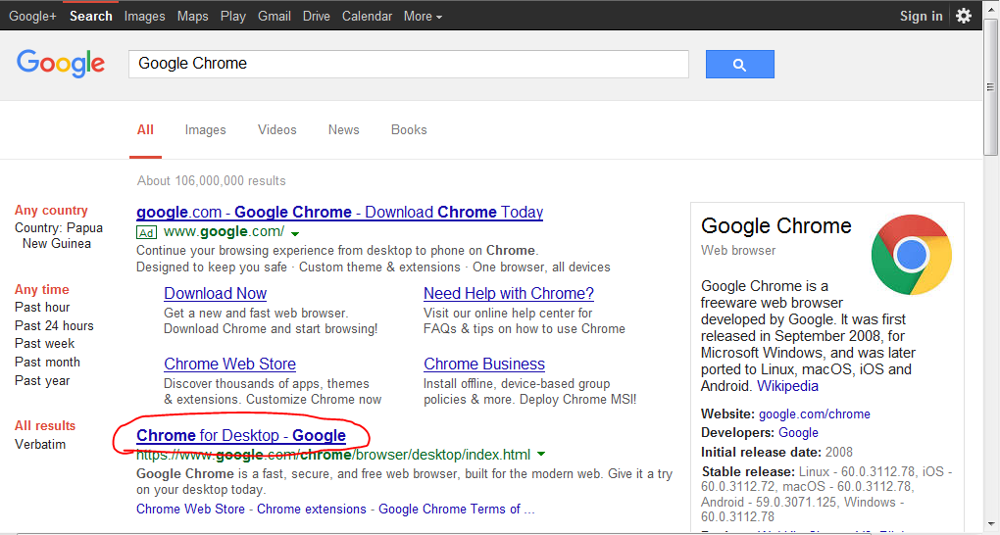 Google+ Search Images Maps Play Gmail Drive Calendar More Sign in
Google
Google Chrome
All Images Videos News Books
About 106,000,000 results
Any country
Country: Papua
New Guinea
Any time
Past hour
Past 24 hours
Past week
Past month
Past year
All results
Verbatim
google.com - Google Chrome - Download Chrome Today
Ad www.google.com/
Continue your browsing experience from desktop to phone on Chrome.
Designed to keep you safe · Custom theme & extensions · One browser, all devices
Download Now
Get a new and fast web browser.
Download Chrome and start browsing!
Need Help with Chrome?
Visit our online help center for
FAQs & tips on how to use Chrome
Chrome Web Store
Discover thousands of apps, themes
& extensions. Customize Chrome now
Chrome Business
Install offline, device-based group
policies & more. Deploy Chrome MSI!
Chrome for Desktop - Google
https://www.google.com/chrome/browser/desktop/index.html
Google Chrome is a fast, secure, and free web browser, built for the modern web. Give it a try
on your desktop today.
Chrome Web Store - Chrome extensions - Google Chrome Terms of ...
Google Chrome
Web browser
Google Chrome is a
freeware web browser
developed by Google. It was first
released in September 2008, for
Microsoft Windows, and was later
ported to Linux, macOS, iOS and
Android. Wikipedia
Website: google.com/chrome
Developers: Google
Initial release date: 2008
Stable release: Linux - 60.0.3112.78, iOS -
60.0.3112.72, macOS - 60.0.3112.78,
Android - 59.0.3071.125, Windows -
60.0.3112.78